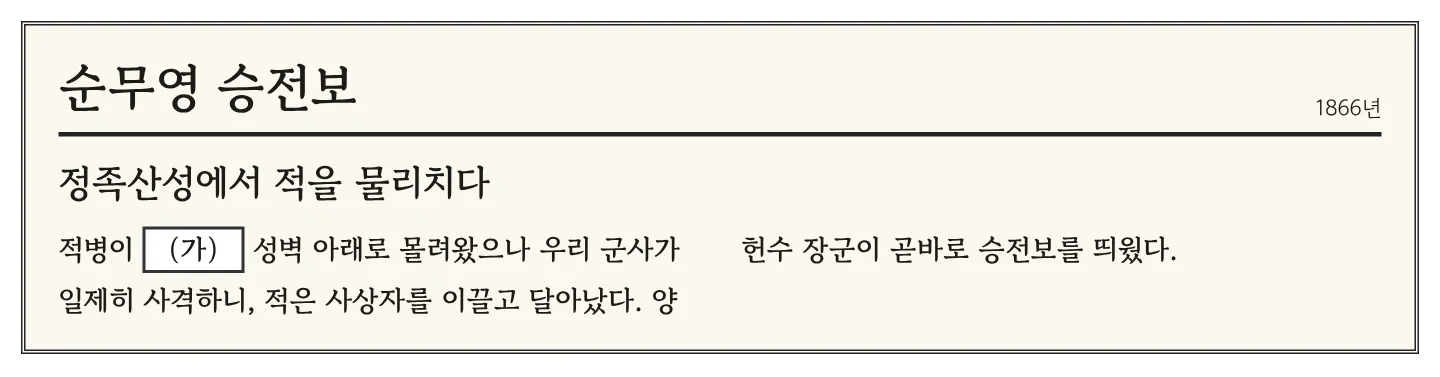 순무영 승전보
1866년
정족산성에서 적을 물리치다
적병이 (가) 성벽 아래로 몰려왔으나 우리 군사가
일제히 사격하니, 적은 사상자를 이끌고 달아났다. 양
헌수 장군이 곧바로 승전보를 띄웠다.